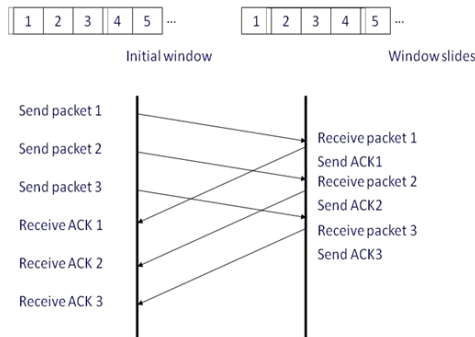 1 2 3 4 5 ...
1 2 3 4 5 ...
Initial window
Window slides
Send packet 1
Send packet 2
Send packet 3
Receive ACK 1
Receive ACK 2
Receive ACK 3
Receive packet 1
Send ACK1
Receive packet 2
Send ACK2
Receive packet 3
Send ACK3